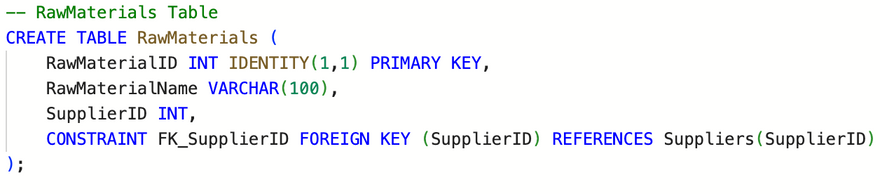 -- RawMaterials Table
CREATE TABLE RawMaterials (
    RawMaterialID INT IDENTITY(1,1) PRIMARY KEY,
    RawMaterialName VARCHAR(100),
    SupplierID INT,
    CONSTRAINT FK_SupplierID FOREIGN KEY (SupplierID) REFERENCES Suppliers(SupplierID)
);